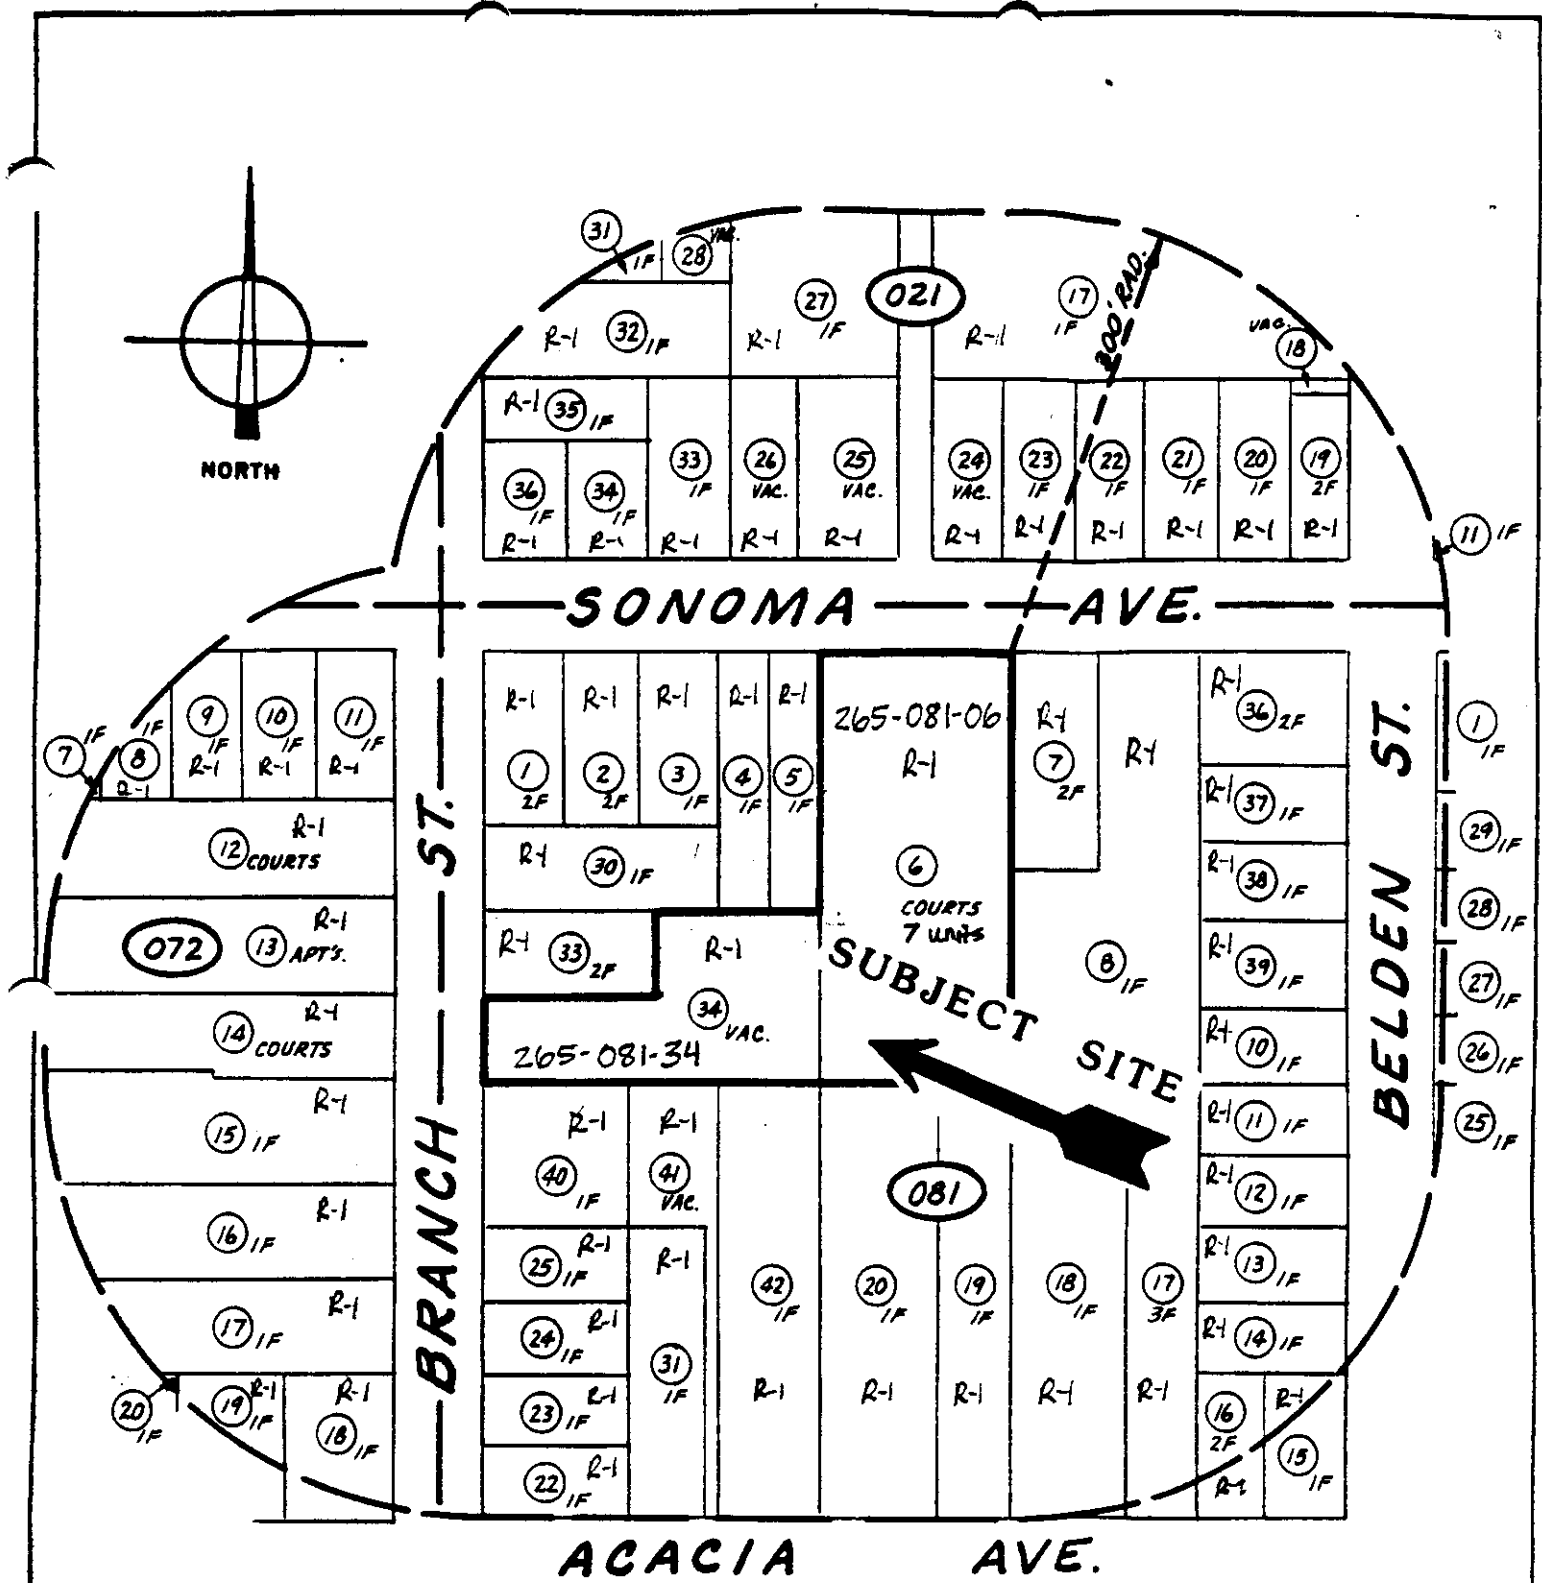 31
1F
28
VAC.
27
1F
R-1
021
17
1F
R-1
300' RAD.
VAC.
18
R-1 32 1F
NORTH
R-1 35 1F
36
1F
R-1
34
1F
R-1
33
1F
R-1
26
VAC.
R-1
25
VAC.
R-1
24
VAC.
R-1
23
1F
R-1
22
1F
R-1
21
1F
R-1
20
1F
R-1
19
2F
R-1
11 1F
SONOMA AVE.
7 1F
1F
8
R-1
9
1F
R-1
10
1F
R-1
11
1F
R-1
R-1
12 COURTS
072
R-1
13 APT'S.
R-1
14 COURTS
R-1
15 1F
R-1
16 1F
R-1
17 1F
20
1F
R-1
19 1F
R-1
18 1F
BRANCH ST.
R-1
1
2F
R-1
2
2F
R-1
3
1F
R-1
4
1F
R-1
5
1F
265-081-06
R-1
6
COURTS
7 units
R-1
7
2F
R-1
8
1F
R-1 30 1F
R-1 33 2F
R-1
34 VAC.
265-081-34
SUBJECT SITE
R-1
36 2F
R-1 37 1F
R-1 38 1F
R-1 39 1F
R-1 10 1F
R-1 11 1F
R-1 12 1F
R-1 13 1F
R-1 14 1F
BELDEN ST.
1
1F
29 1F
28 1F
27 1F
26 1F
25 1F
R-1
40
1F
R-1
41
VAC.
081
25 1F R-1
24 1F R-1
23 1F R-1
22 1F R-1
R-1
31
1F
42
1F
R-1
20
1F
R-1
19
1F
R-1
18
1F
R-1
17
3F
R-1
16
2F
R-1
R-1
15
1F
ACACIA AVE.